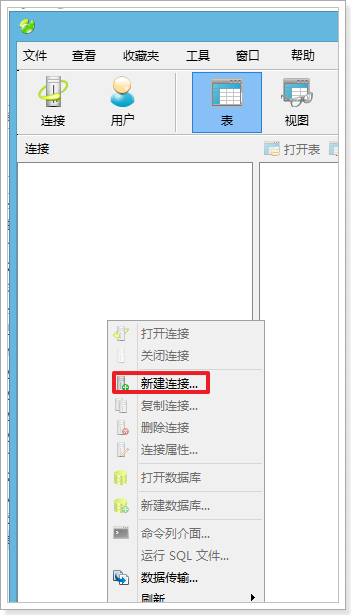 文件 查看 收藏夹 工具 窗口 帮助
连接 用户 表 视图
连接 打开表
打开连接
关闭连接
新建连接...
复制连接...
删除连接
连接属性...
打开数据库
新建数据库...
命令列介面...
运行 SQL 文件...
数据传输...
刷新